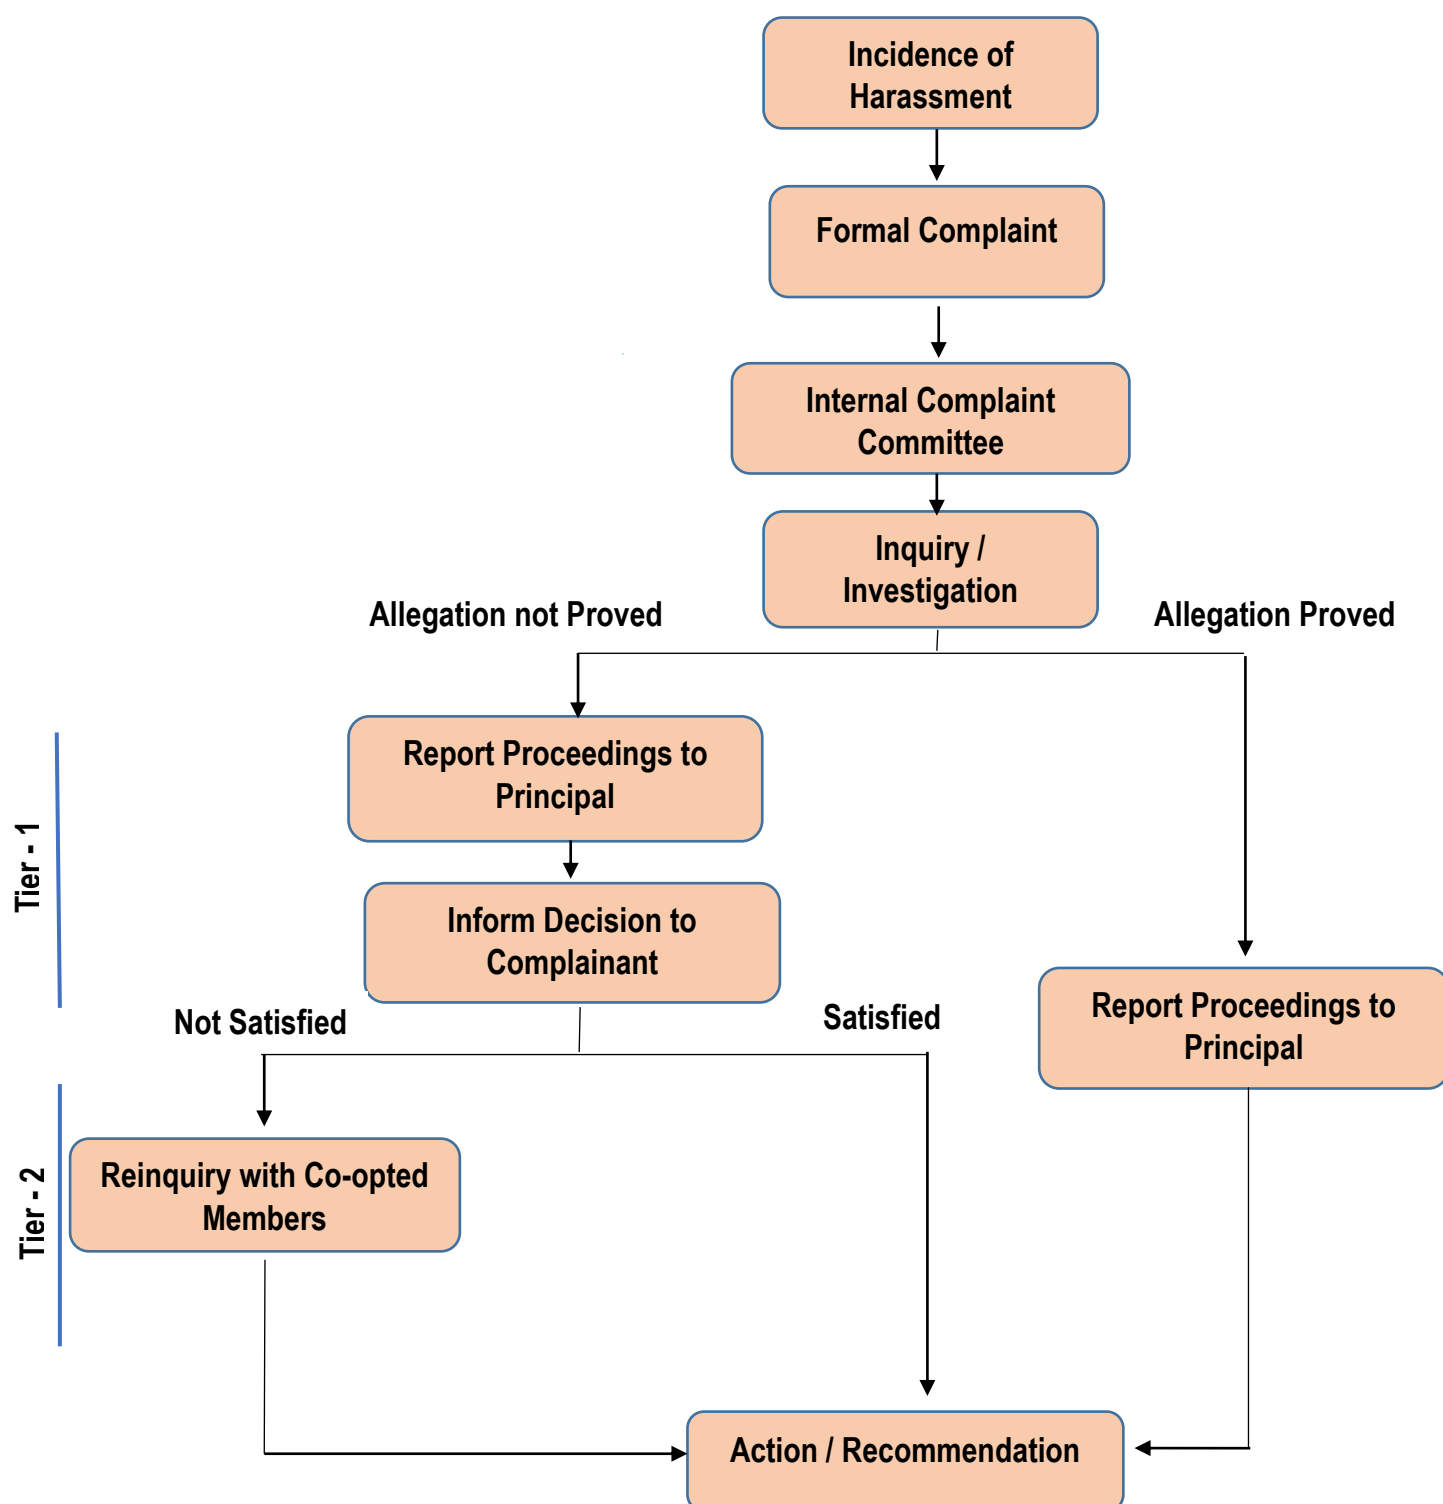 Incidence of
Harassment
Formal Complaint
Internal Complaint
Committee
Inquiry /
Investigation
Allegation not Proved
Allegation Proved
Report Proceedings to
Principal
Tier - 1
Inform Decision to
Complainant
Not Satisfied
Satisfied
Report Proceedings to
Principal
Tier - 2
Reinquiry with Co-opted
Members
Action / Recommendation